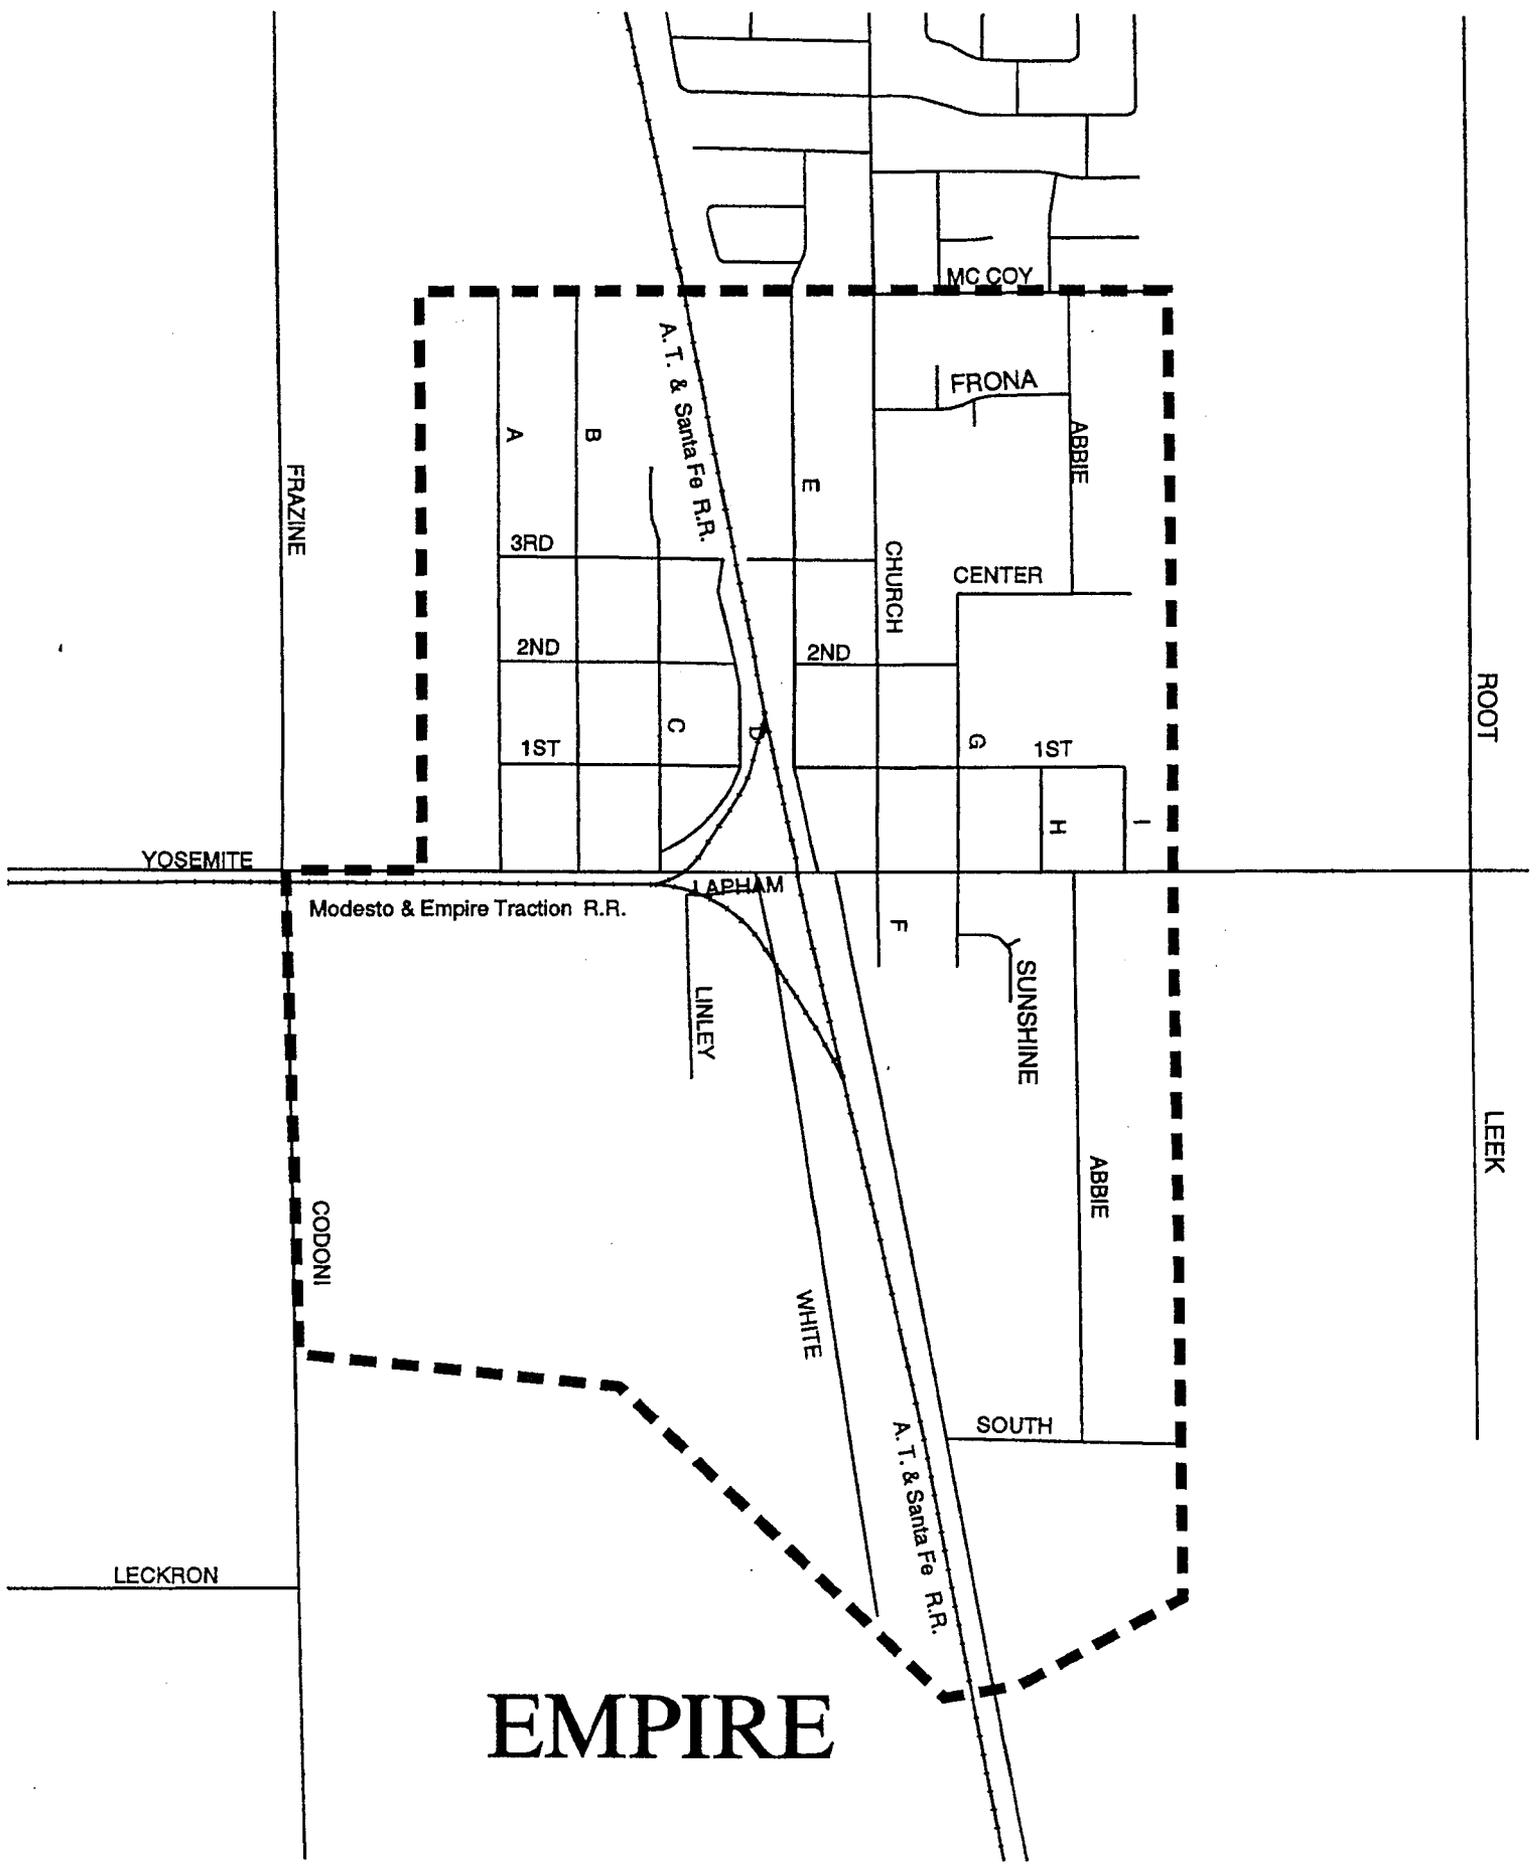 MC COY
FRONA
A. T. & Santa Fe R.R.
A
B
E
ABBIE
FRAZINE
3RD
CHURCH
CENTER
2ND
2ND
ROOT
C
D
G
1ST
1ST
H
I
YOSEMITE
LAPHAM
Modesto & Empire Traction R.R.
F
LINLEY
SUNSHINE
LEEK
ABBIE
CODONI
WHITE
SOUTH
A. T. & Santa Fe R.R.
LECKRON
EMPIRE